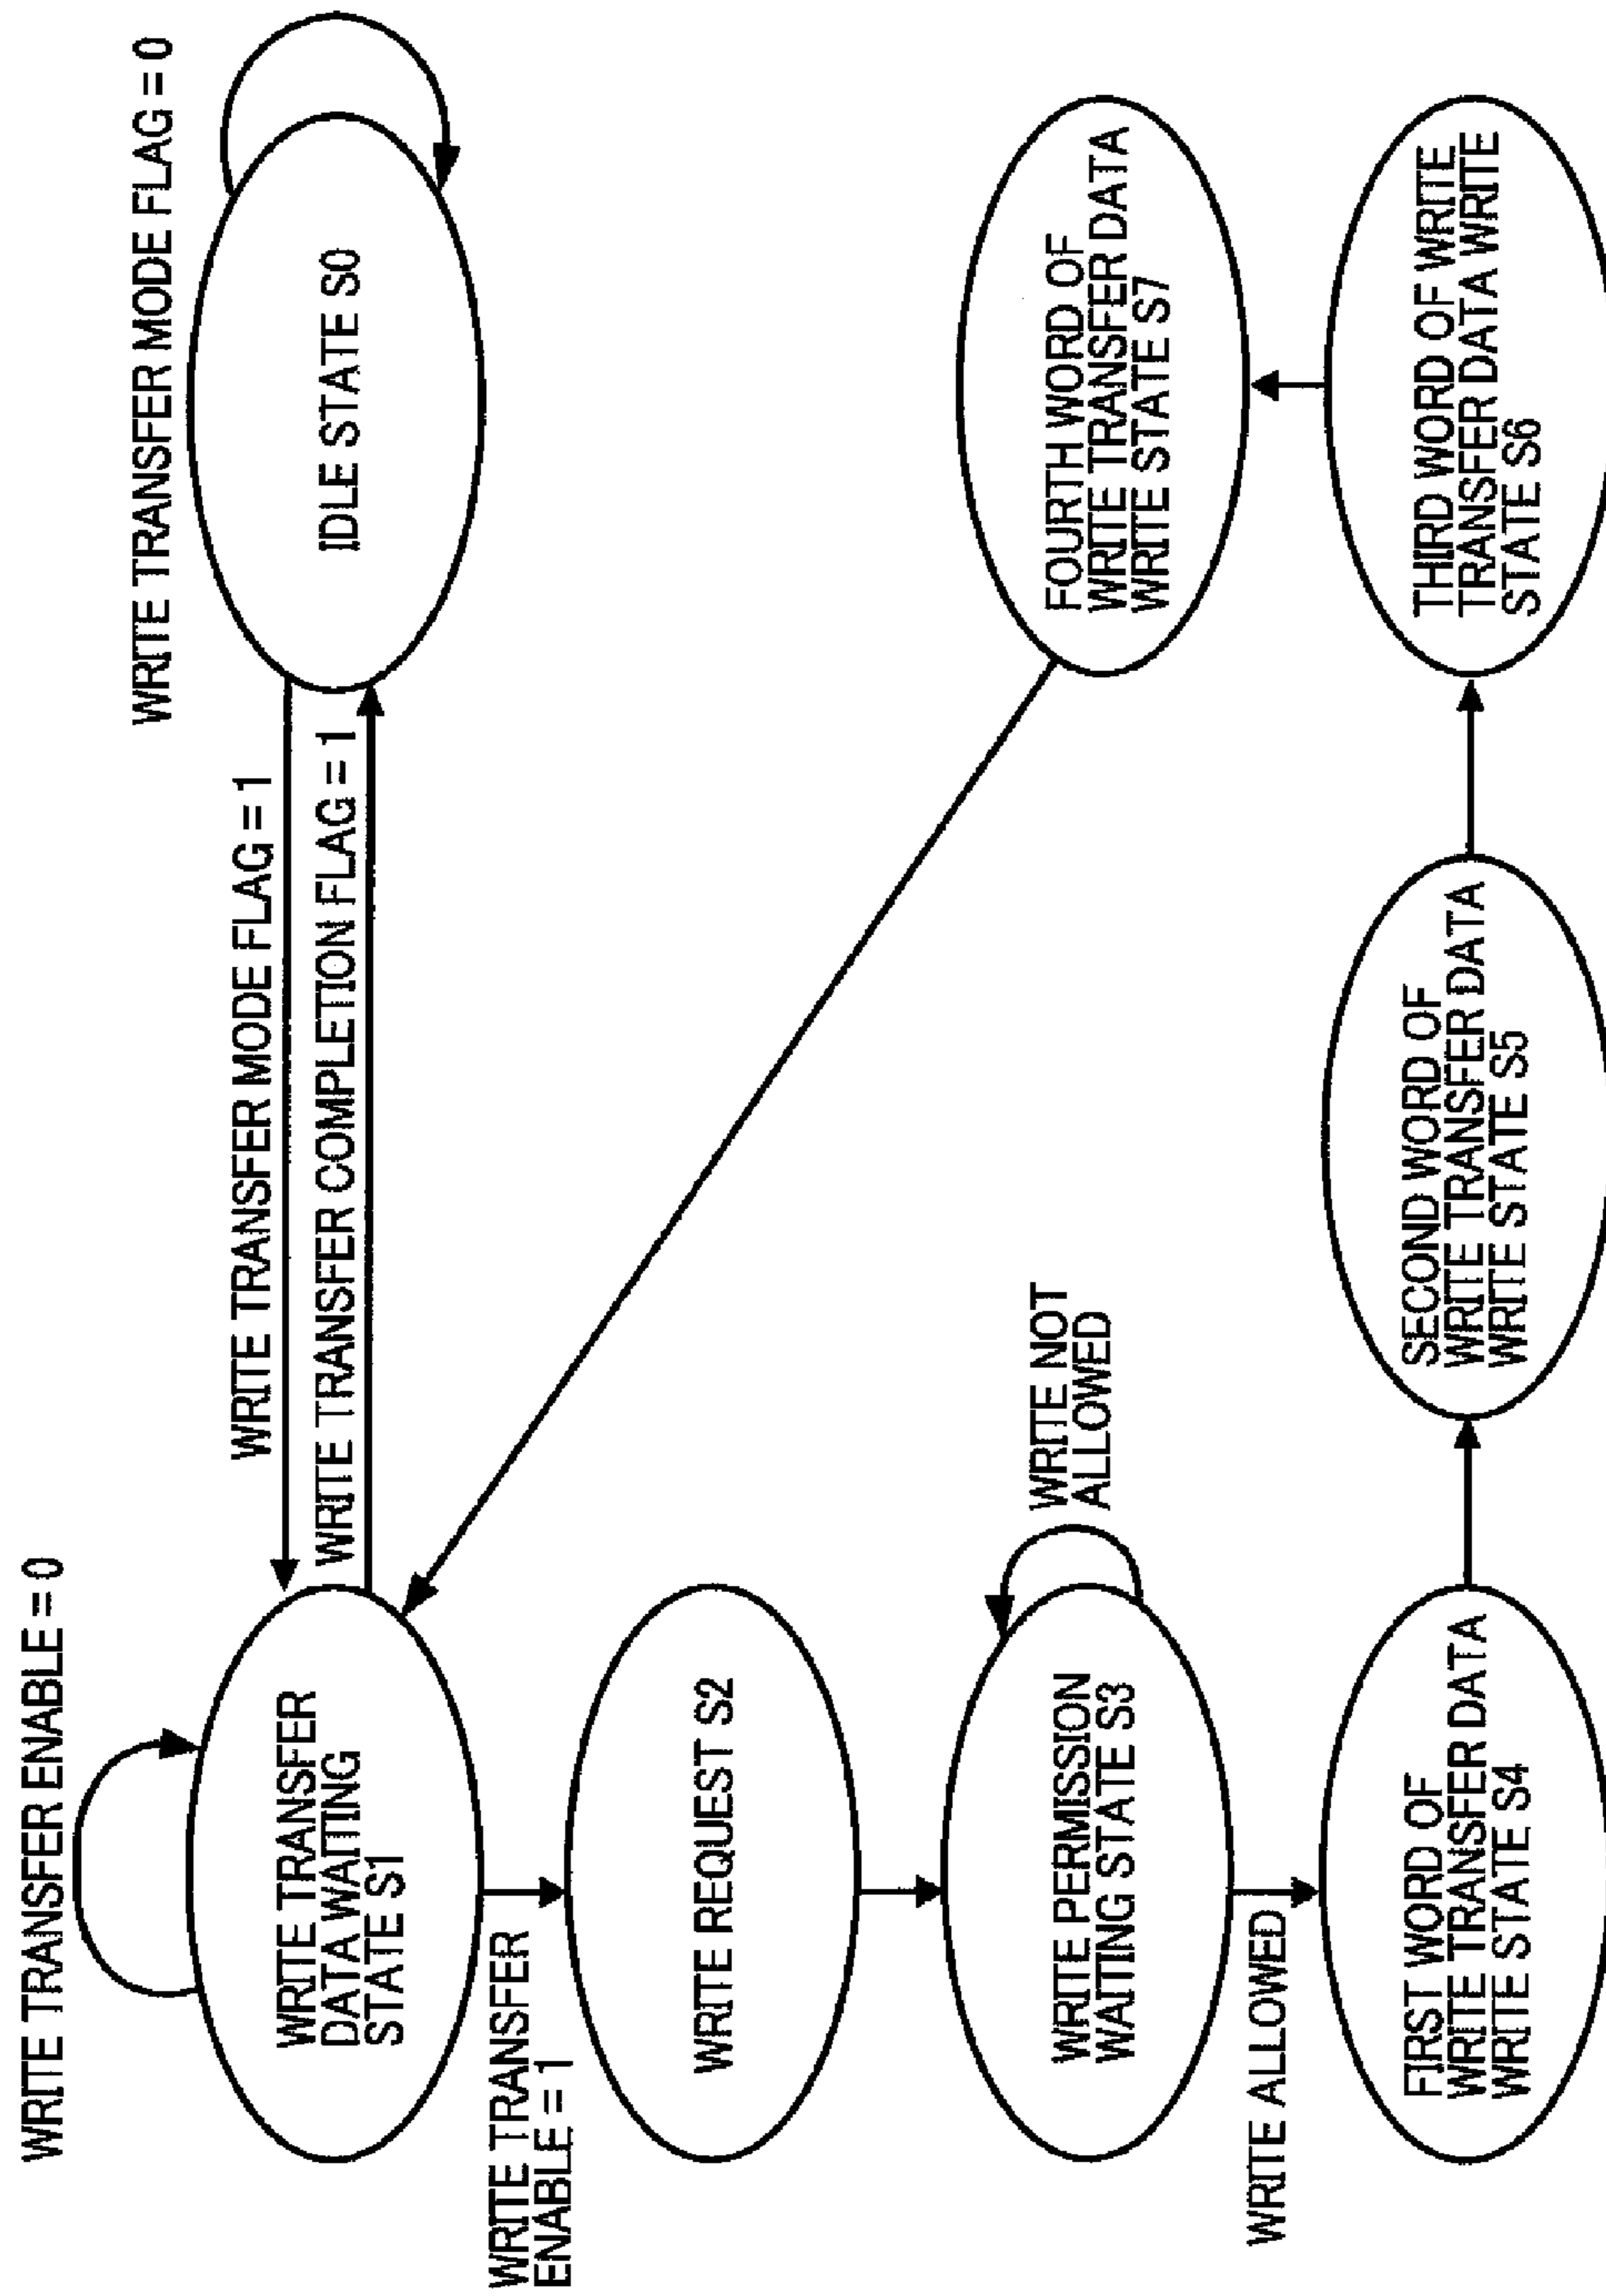 WRITE TRANSFER ENABLE = 0
WRITE TRANSFER MODE FLAG = 0
WRITE TRANSFER MODE FLAG = 1
WRITE TRANSFER COMPLETION FLAG = 1
WRITE TRANSFER
DATA WAITING
STATE S1
IDLE STATE S0
WRITE TRANSFER
ENABLE = 1
WRITE REQUEST S2
WRITE PERMISSION
WAITING STATE S3
WRITE NOT
ALLOWED
FOURTH WORD OF
WRITE TRANSFER DATA
WRITE STATE S7
WRITE ALLOWED
FIRST WORD OF
WRITE TRANSFER DATA
WRITE STATE S4
SECOND WORD OF
WRITE TRANSFER DATA
WRITE STATE S5
THIRD WORD OF WRITE
TRANSFER DATA WRITE
STATE S6